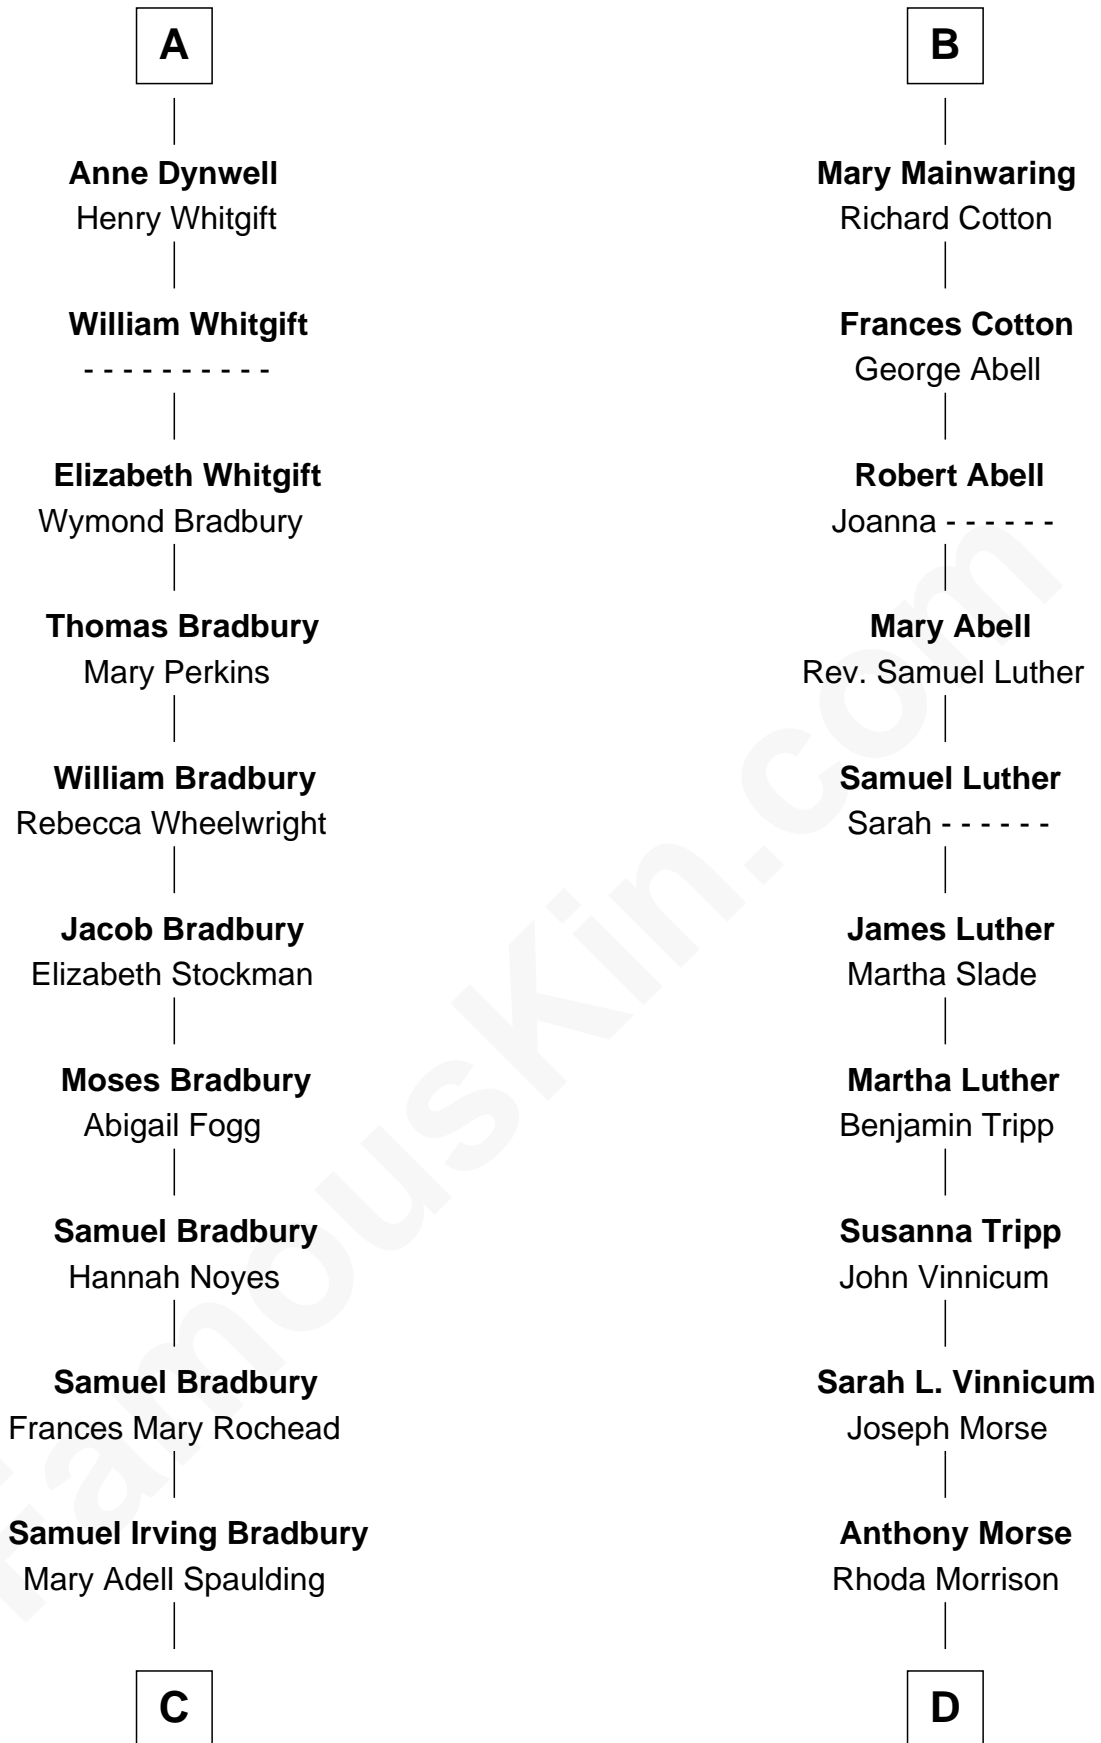 A
Anne Dynwell
Henry Whitgift
William Whitgift
- - - - - - - - - -
Elizabeth Whitgift
Wymond Bradbury
Thomas Bradbury
Mary Perkins
William Bradbury
Rebecca Wheelwright
Jacob Bradbury
Elizabeth Stockman
Moses Bradbury
Abigail Fogg
Samuel Bradbury
Hannah Noyes
Samuel Bradbury
Frances Mary Rochead
Samuel Irving Bradbury
Mary Adell Spaulding
C
B
Mary Mainwaring
Richard Cotton
Frances Cotton
George Abell
Robert Abell
Joanna - - - - - -
Mary Abell
Rev. Samuel Luther
Samuel Luther
Sarah - - - - - -
James Luther
Martha Slade
Martha Luther
Benjamin Tripp
Susanna Tripp
John Vinnicum
Sarah L. Vinnicum
Joseph Morse
Anthony Morse
Rhoda Morrison
D
FamousKin.com